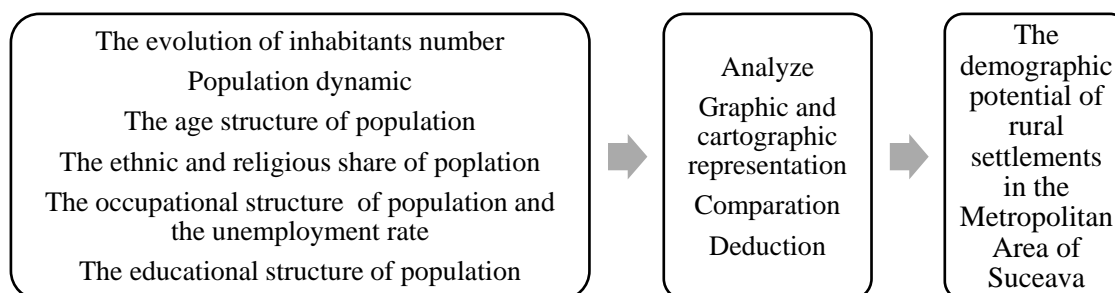 The evolution of inhabitants number
Population dynamic
The age structure of population
The ethnic and religious share of poplation
The occupational structure of population and
the unemployment rate
The educational structure of population
Analyze
Graphic and
cartographic
representation
Comparation
Deduction
The
demographic
potential of
rural
settlements
in the
Metropolitan
Area of
Suceava